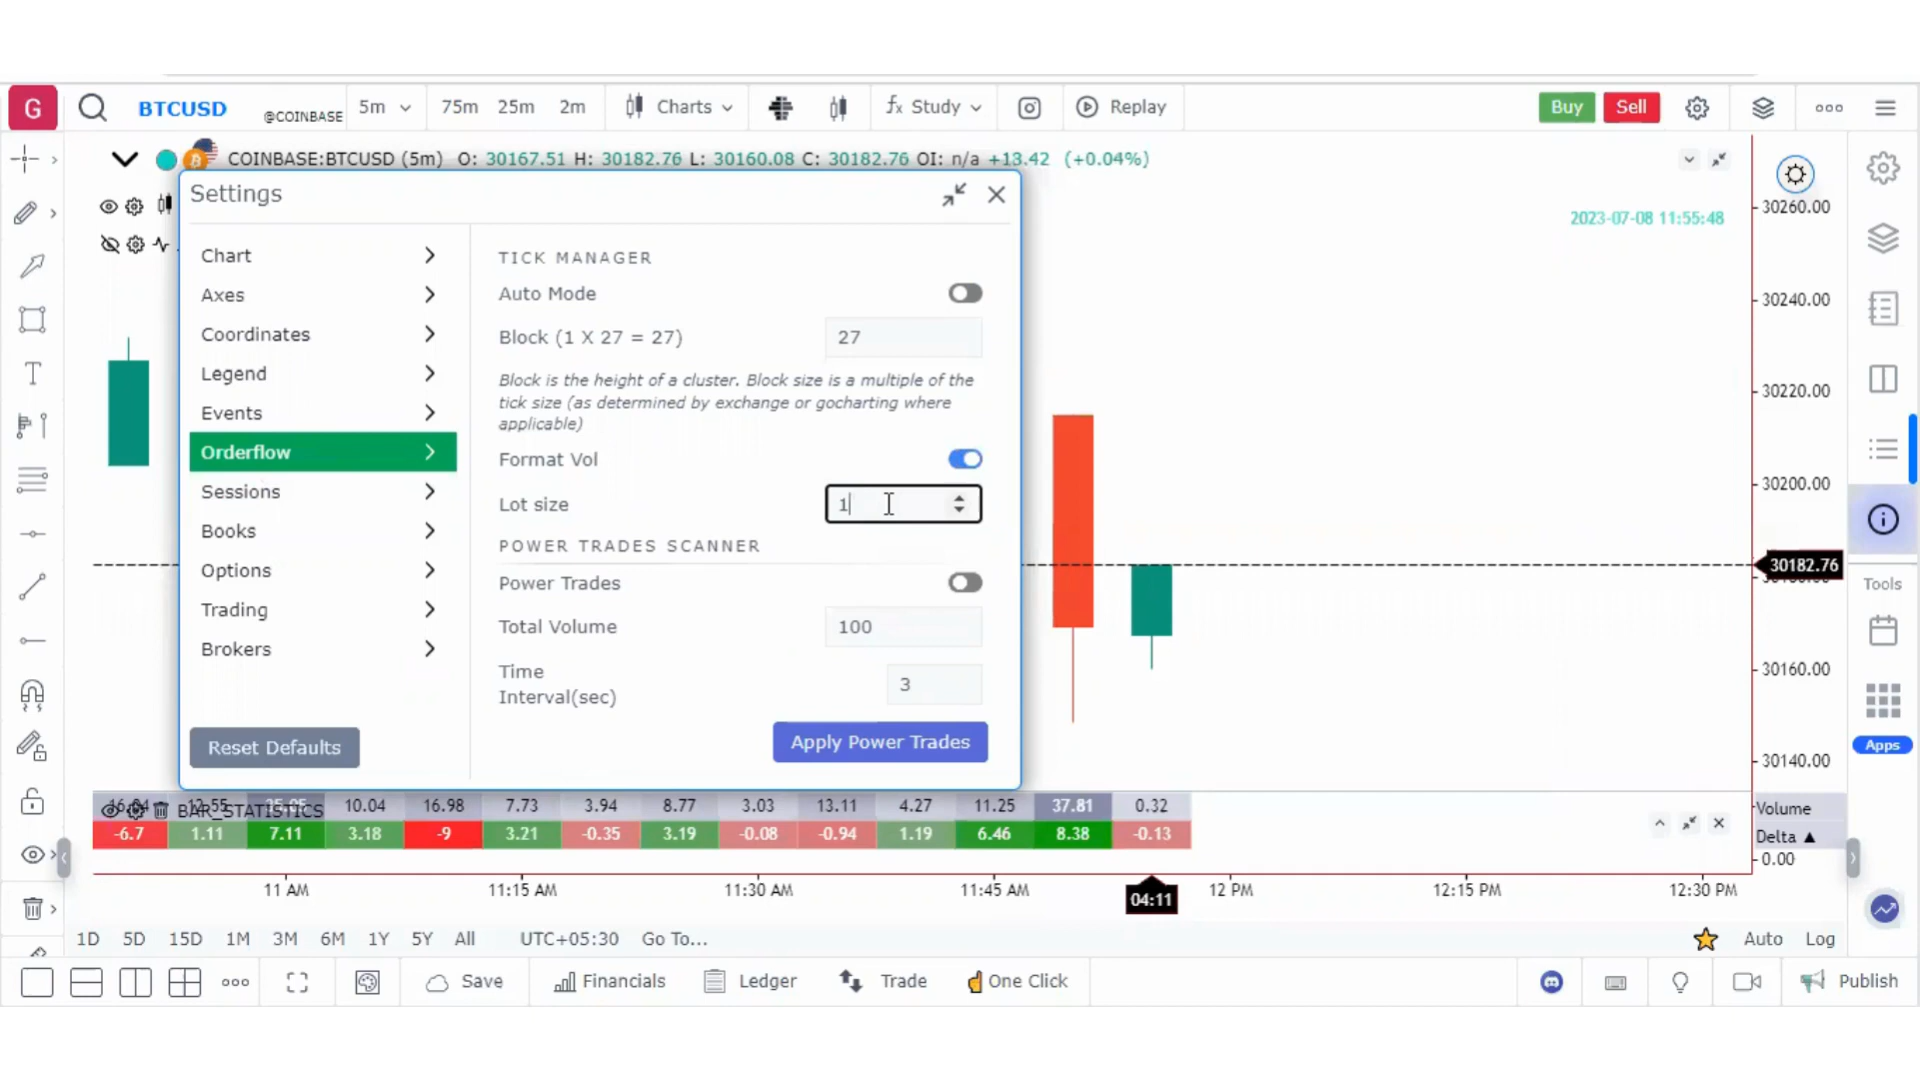 G BTCUSD @COINBASE 5m 75m 25m 2m Charts fx Study Replay Buy Sell
COINBASE:BTCUSD (5m) O: 30167.51 H: 30182.76 L: 30160.08 C: 30182.76 OI: n/a +13.42 (+0.04%)
2023-07-08 11:55:48
Settings
Chart
Axes
Coordinates
Legend
Events
Orderflow
Sessions
Books
Options
Trading
Brokers
Reset Defaults
TICK MANAGER
Auto Mode
Block (1 X 27 = 27) 27
Block is the height of a cluster. Block size is a multiple of the
tick size (as determined by exchange or gocharting where
applicable)
Format Vol
Lot size 1
POWER TRADES SCANNER
Power Trades
Total Volume 100
Time
Interval(sec) 3
Apply Power Trades
30260.00
30240.00
30220.00
30200.00
30182.76
30160.00
30140.00
Tools
Apps
BAR_STATISTICS
16.04 12.55 10.04 16.98 7.73 3.94 8.77 3.03 13.11 4.27 11.25 37.81 0.32 Volume
-6.7 1.11 7.11 3.18 -9 3.21 -0.35 3.19 -0.08 -0.94 1.19 6.46 8.38 -0.13 Delta ▲
0.00
11 AM 11:15 AM 11:30 AM 11:45 AM 04:11 12 PM 12:15 PM 12:30 PM
1D 5D 15D 1M 3M 6M 1Y 5Y All UTC+05:30 Go To... Auto Log
Save Financials Ledger Trade One Click Publish